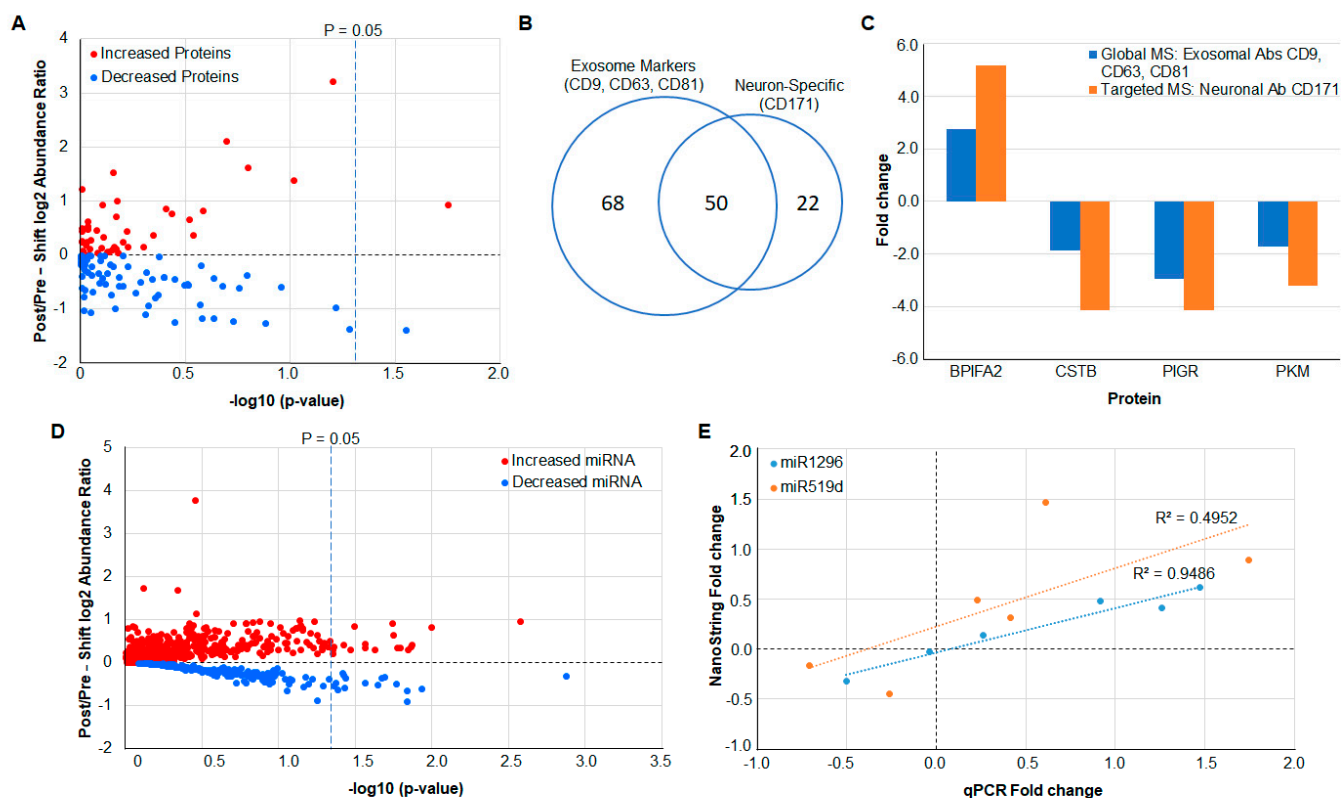 A
P = 0.05
Increased Proteins
Decreased Proteins
4
3
2
1
0
-1
-2
0
0.5
1.0
1.5
2.0
Post/Pre – Shift log2 Abundance Ratio
-log10 (p-value)
B
Exosome Markers
(CD9, CD63, CD81)
Neuron-Specific
(CD171)
68
50
22
C
Global MS: Exosomal Abs CD9,
CD63, CD81
Targeted MS: Neuronal Ab CD171
6.0
4.0
2.0
0.0
-2.0
-4.0
-6.0
Fold change
BPIFA2
CSTB
PIGR
PKM
Protein
D
P = 0.05
Increased miRNA
Decreased miRNA
5
4
3
2
1
0
-1
-2
0
0.5
1.0
1.5
2.0
2.5
3.0
3.5
Post/Pre – Shift log2 Abundance Ratio
-log10 (p-value)
E
miR1296
miR519d
R² = 0.4952
R² = 0.9486
2.0
1.5
1.0
0.5
0.0
-0.5
-1.0
-1.0
-0.5
0.0
0.5
1.0
1.5
2.0
NanoString Fold change
qPCR Fold change